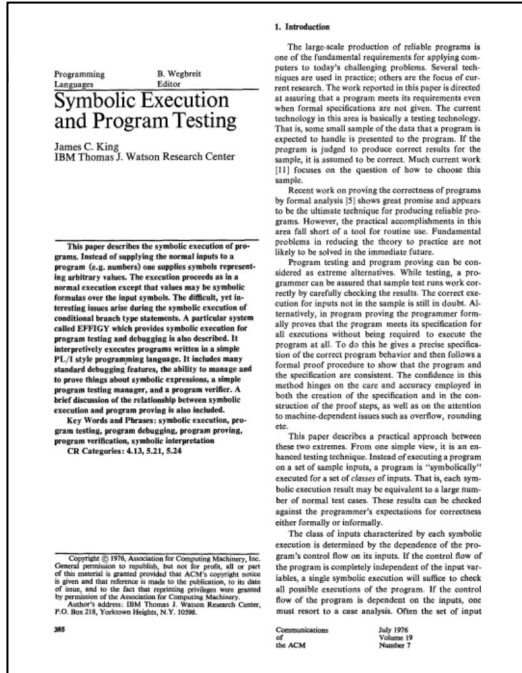 Programming Languages
B. Wegbreit Editor
Symbolic Execution
and Program Testing
James C. King
IBM Thomas J. Watson Research Center
This paper describes the symbolic execution of pro-
grams. Instead of supplying the normal inputs to a
program (e.g. numbers) one supplies symbols represent-
ing arbitrary values. The execution proceeds as in a
normal execution except that values may be symbolic
formulas over the input symbols. The difficult, yet in-
teresting issues arise during the symbolic execution of
conditional branch type statements. A particular system
called EFFIGY which provides symbolic execution for
program testing and debugging is also described. It
interpretively executes programs written in a simple
PL/I style programming language. It includes many
standard debugging features, the ability to manage and
to prove things about symbolic expressions, a simple
program testing manager, and a program verifier. A
brief discussion of the relationship between symbolic
execution and program proving is also included.
Key Words and Phrases: symbolic execution, pro-
gram testing, program debugging, program proving,
program verification, symbolic interpretation
CR Categories: 4.13, 5.21, 5.24
Copyright © 1976, Association for Computing Machinery, Inc.
General permission to republish, but not for profit, all or part
of this material is granted provided that ACM's copyright notice
is given and that reference is made to the publication, to its date
of issue, and to the fact that reprinting privileges were granted
by permission of the Association for Computing Machinery.
Author's address: IBM Thomas J. Watson Research Center,
P.O. Box 218, Yorktown Heights, N.Y. 10598.
385
1. Introduction
The large-scale production of reliable programs is
one of the fundamental requirements for applying com-
puters to today's challenging problems. Several tech-
niques are used in practice; others are the focus of cur-
rent research. The work reported in this paper is directed
at assuring that a program meets its requirements even
when formal specifications are not given. The current
technology in this area is basically a testing technology.
That is, some small sample of the data that a program is
expected to handle is presented to the program. If the
program is judged to produce correct results for the
sample, it is assumed to be correct. Much current work
[11] focuses on the question of how to choose this
sample.
Recent work on proving the correctness of programs
by formal analysis [5] shows great promise and appears
to be the ultimate technique for producing reliable pro-
grams. However, the practical accomplishments in this
area fall short of a tool for routine use. Fundamental
problems in reducing the theory to practice are not
likely to be solved in the immediate future.
Program testing and program proving can be con-
sidered as extreme alternatives. While testing, a pro-
grammer can be assured that sample test runs work cor-
rectly by carefully checking the results. The correct exe-
cution for inputs not in the sample is still in doubt. Al-
ternatively, in program proving the programmer form-
ally proves that the program meets its specification for
all executions without being required to execute the
program at all. To do this he gives a precise specifica-
tion of the correct program behavior and then follows a
formal proof procedure to show that the program and
the specification are consistent. The confidence in this
method hinges on the care and accuracy employed in
both the creation of the specification and in the con-
struction of the proof steps, as well as on the attention
to machine-dependent issues such as overflow, rounding
etc.
This paper describes a practical approach between
these two extremes. From one simple view, it is an en-
hanced testing technique. Instead of executing a program
on a set of sample inputs, a program is "symbolically"
executed for a set of classes of inputs. That is, each sym-
bolic execution result may be equivalent to a large num-
ber of normal test cases. These results can be checked
against the programmer's expectations for correctness
either formally or informally.
The class of inputs characterized by each symbolic
execution is determined by the dependence of the pro-
gram's control flow on its inputs. If the control flow of
the program is completely independent of the input var-
iables, a single symbolic execution will suffice to check
all possible executions of the program. If the control
flow of the program is dependent on the inputs, one
must resort to a case analysis. Often the set of input
Communications
of
the ACM
July 1976
Volume 19
Number 7